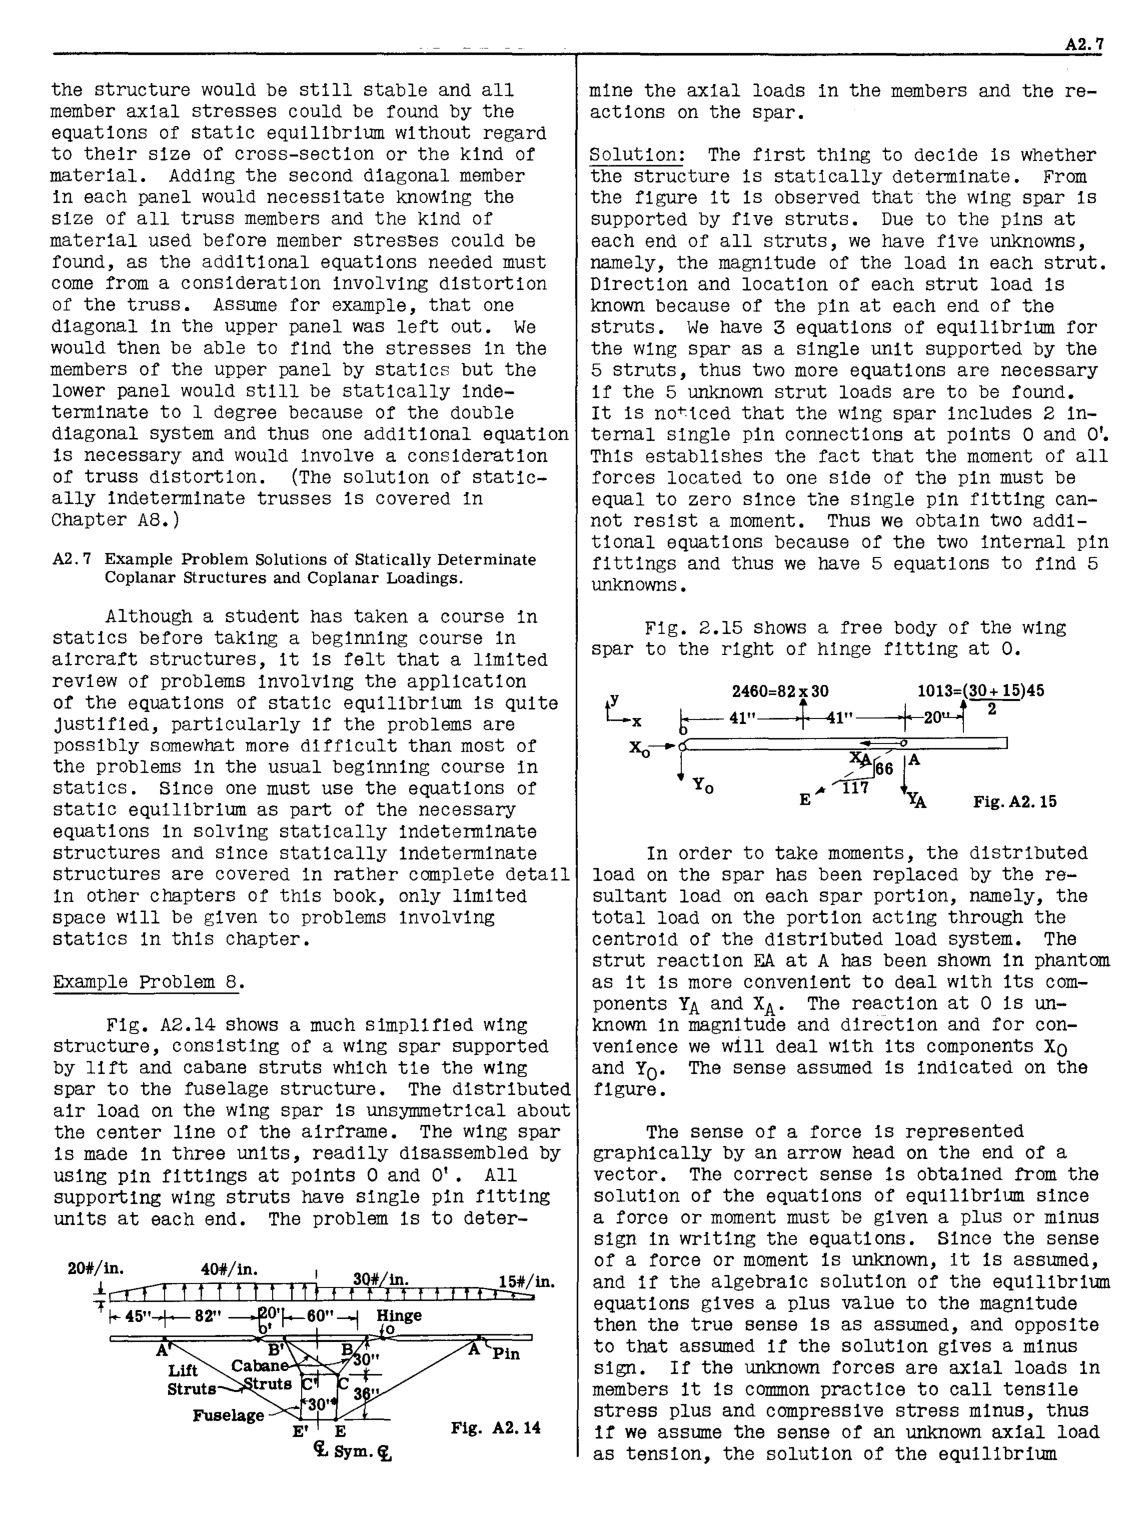 A2.7
the structure would be still stable and all
member axial stresses could be found by the
equations of static equilibrium without regard
to their size of cross-section or the kind of
material. Adding the second diagonal member
in each panel would necessitate knowing the
size of all truss members and the kind of
material used before member stresses could be
found, as the additional equations needed must
come from a consideration involving distortion
of the truss. Assume for example, that one
diagonal in the upper panel was left out. We
would then be able to find the stresses in the
members of the upper panel by statics but the
lower panel would still be statically inde-
terminate to 1 degree because of the double
diagonal system and thus one additional equation
is necessary and would involve a consideration
of truss distortion. (The solution of static-
ally indeterminate trusses is covered in
Chapter A8.)
A2.7 Example Problem Solutions of Statically Determinate
Coplanar Structures and Coplanar Loadings.
Although a student has taken a course in
statics before taking a beginning course in
aircraft structures, it is felt that a limited
review of problems involving the application
of the equations of static equilibrium is quite
justified, particularly if the problems are
possibly somewhat more difficult than most of
the problems in the usual beginning course in
statics. Since one must use the equations of
static equilibrium as part of the necessary
equations in solving statically indeterminate
structures and since statically indeterminate
structures are covered in rather complete detail
in other chapters of this book, only limited
space will be given to problems involving
statics in this chapter.
Example Problem 8.
Fig. A2.14 shows a much simplified wing
structure, consisting of a wing spar supported
by lift and cabane struts which tie the wing
spar to the fuselage structure. The distributed
air load on the wing spar is unsymmetrical about
the center line of the airframe. The wing spar
is made in three units, readily disassembled by
using pin fittings at points O and O'. All
supporting wing struts have single pin fitting
units at each end. The problem is to deter-
20#/in. 40#/in. 30#/in. 15#/in.
45" 82" 20' 60" Hinge
O' O
A' B' B A Pin
Lift Cabane 30"
Struts Struts C' C 36"
Fuselage 30"
E' E Fig. A2.14
℄ Sym. ℄
mine the axial loads in the members and the re-
actions on the spar.
Solution: The first thing to decide is whether
the structure is statically determinate. From
the figure it is observed that the wing spar is
supported by five struts. Due to the pins at
each end of all struts, we have five unknowns,
namely, the magnitude of the load in each strut.
Direction and location of each strut load is
known because of the pin at each end of the
struts. We have 3 equations of equilibrium for
the wing spar as a single unit supported by the
5 struts, thus two more equations are necessary
if the 5 unknown strut loads are to be found.
It is noticed that the wing spar includes 2 in-
ternal single pin connections at points O and O'.
This establishes the fact that the moment of all
forces located to one side of the pin must be
equal to zero since the single pin fitting can-
not resist a moment. Thus we obtain two addi-
tional equations because of the two internal pin
fittings and thus we have 5 equations to find 5
unknowns.
Fig. 2.15 shows a free body of the wing
spar to the right of hinge fitting at O.
2460=82 x 30 1013=(30+15)45
2
y x 41" 41" 20"
O
XO XA A
YO 66
E 117 YA Fig. A2.15
In order to take moments, the distributed
load on the spar has been replaced by the re-
sultant load on each spar portion, namely, the
total load on the portion acting through the
centroid of the distributed load system. The
strut reaction EA at A has been shown in phantom
as it is more convenient to deal with its com-
ponents YA and XA. The reaction at O is un-
known in magnitude and direction and for con-
venience we will deal with its components XO
and YO. The sense assumed is indicated on the
figure.
The sense of a force is represented
graphically by an arrow head on the end of a
vector. The correct sense is obtained from the
solution of the equations of equilibrium since
a force or moment must be given a plus or minus
sign in writing the equations. Since the sense
of a force or moment is unknown, it is assumed,
and if the algebraic solution of the equilibrium
equations gives a plus value to the magnitude
then the true sense is as assumed, and opposite
to that assumed if the solution gives a minus
sign. If the unknown forces are axial loads in
members it is common practice to call tensile
stress plus and compressive stress minus, thus
if we assume the sense of an unknown axial load
as tension, the solution of the equilibrium